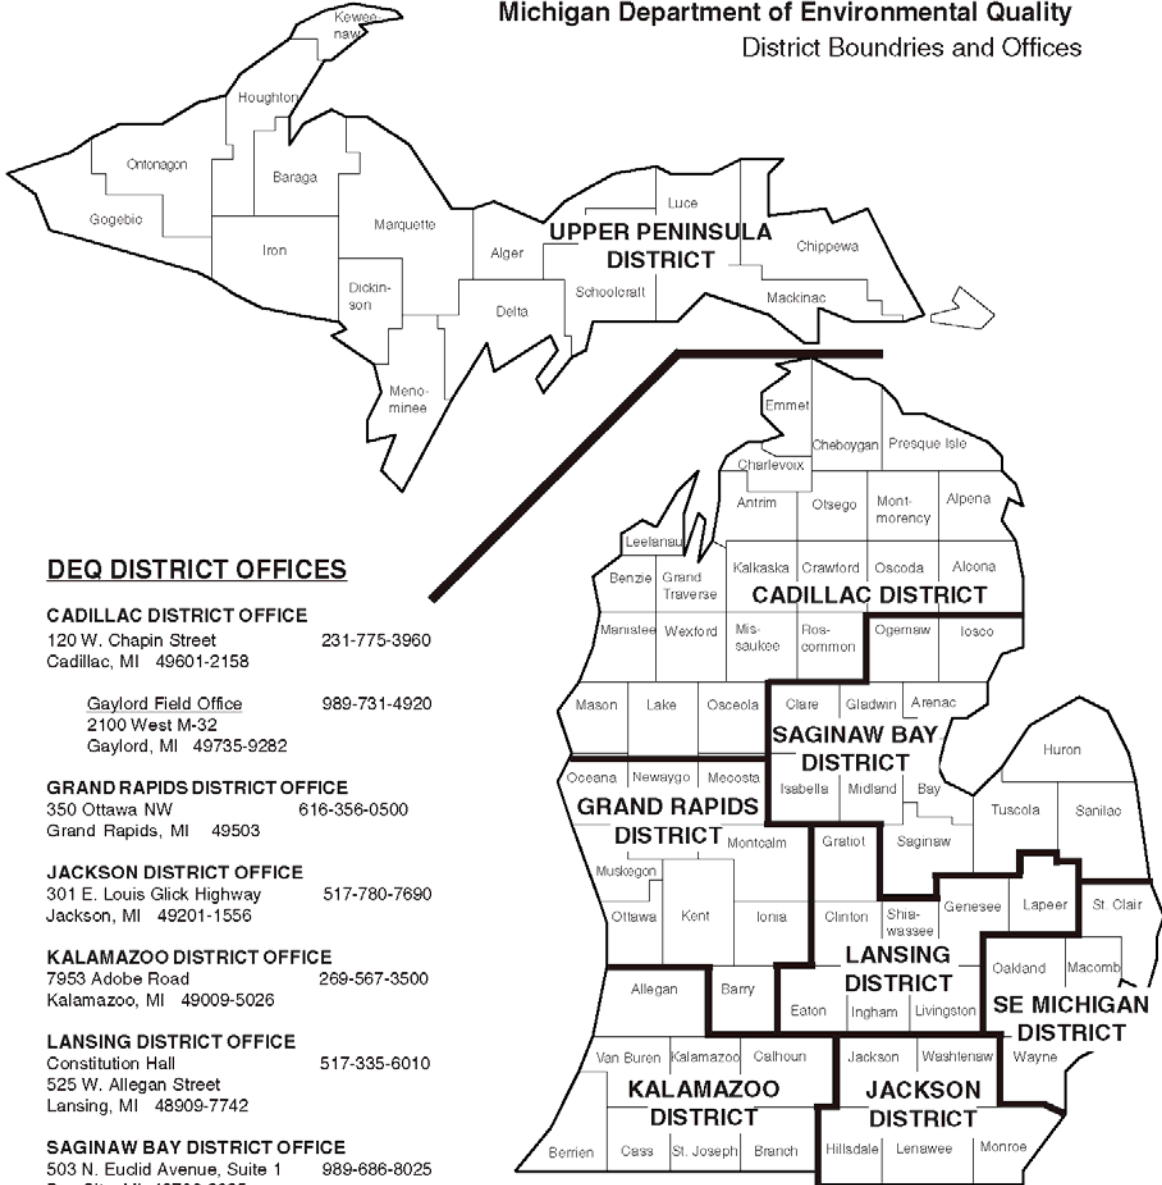 Michigan Department of Environmental Quality
District Boundries and Offices
Kewee-
naw
Houghton
Ontonagon
Baraga
Gogebic
Marquette
Iron
Luce
UPPER PENINSULA
DISTRICT
Alger
Chippewa
Dickin-
son
Schoolcraft
Mackinac
Delta
Meno-
minee
Emmet
Cheboygan
Presque Isle
Charlevoix
Antrim
Otsego
Mont-
morency
Alpena
Leelanau
Benzie
Grand
Traverse
Kalkaska
Crawford
Oscoda
Alcona
CADILLAC DISTRICT
Manistee
Wexford
Mis-
saukee
Ros-
common
Ogemaw
Iosco
Mason
Lake
Osceola
Clare
Gladwin
Arenac
SAGINAW BAY
DISTRICT
Huron
Oceana
Newaygo
Mecosta
Isabella
Midland
Bay
Tuscola
Sanilac
GRAND RAPIDS
DISTRICT
Montcalm
Gratiot
Saginaw
Muskegon
Ottawa
Kent
Ionia
Clinton
Shia-
wassee
Genesee
Lapeer
St. Clair
LANSING
DISTRICT
Oakland
Macomb
Allegan
Barry
Eaton
Ingham
Livingston
SE MICHIGAN
DISTRICT
Van Buren
Kalamazoo
Calhoun
Jackson
Washtenaw
Wayne
KALAMAZOO
DISTRICT
JACKSON
DISTRICT
Berrien
Cass
St. Joseph
Branch
Hillsdale
Lenawee
Monroe
DEQ DISTRICT OFFICES
CADILLAC DISTRICT OFFICE
120 W. Chapin Street 231-775-3960
Cadillac, MI 49601-2158
Gaylord Field Office 989-731-4920
2100 West M-32
Gaylord, MI 49735-9282
GRAND RAPIDS DISTRICT OFFICE
350 Ottawa NW 616-356-0500
Grand Rapids, MI 49503
JACKSON DISTRICT OFFICE
301 E. Louis Glick Highway 517-780-7690
Jackson, MI 49201-1556
KALAMAZOO DISTRICT OFFICE
7953 Adobe Road 269-567-3500
Kalamazoo, MI 49009-5026
LANSING DISTRICT OFFICE
Constitution Hall 517-335-6010
525 W. Allegan Street
Lansing, MI 48909-7742
SAGINAW BAY DISTRICT OFFICE
503 N. Euclid Avenue, Suite 1 989-686-8025